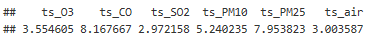 ##    ts_O3    ts_CO   ts_SO2  ts_PM10  ts_PM25   ts_air
## 3.554605 8.167667 2.972158 5.240235 7.953823 3.003587